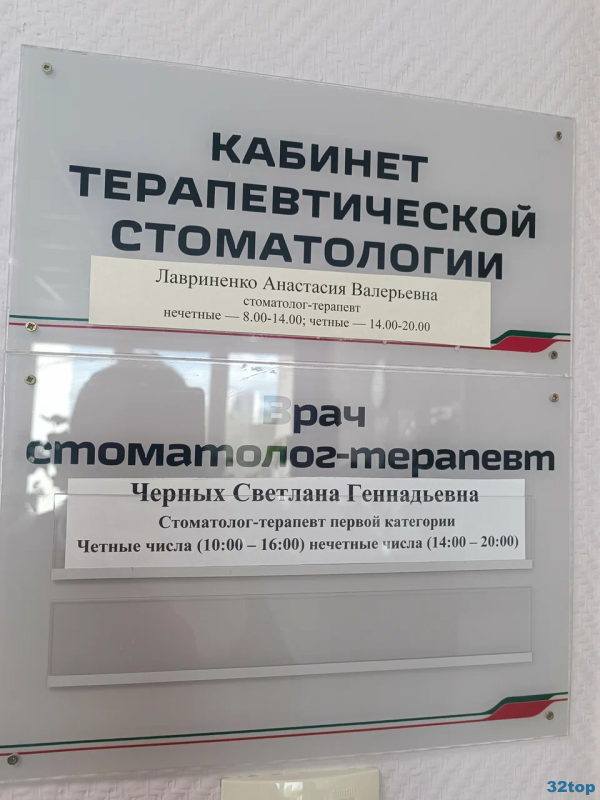 КАБИНЕТ
ТЕРАПЕВТИЧЕСКОЙ
СТОМАТОЛОГИИ
Лавриненко Анастасия Валерьевна
стоматолог-терапевт
нечетные — 8.00-14.00; четные — 14.00-20.00
Врач
стоматолог-терапевт
Черных Светлана Геннадьевна
Стоматолог-терапевт первой категории
Четные числа (10:00 – 16:00) нечетные числа (14:00 – 20:00)
32top